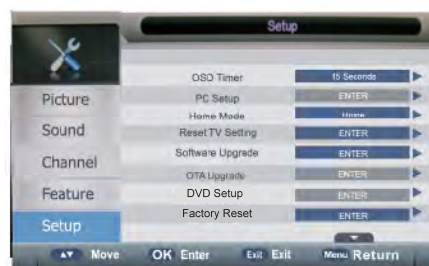 Setup
OSD Timer 15 Seconds
Picture
PC Setup ENTER
Home Mode Home
Sound
Reset TV Setting ENTER
Software Upgrade ENTER
Channel
OTA Upgrade ENTER
Feature
DVD Setup ENTER
Factory Reset ENTER
Setup
▲▼ Move OK Enter Exit Exit Menu Return